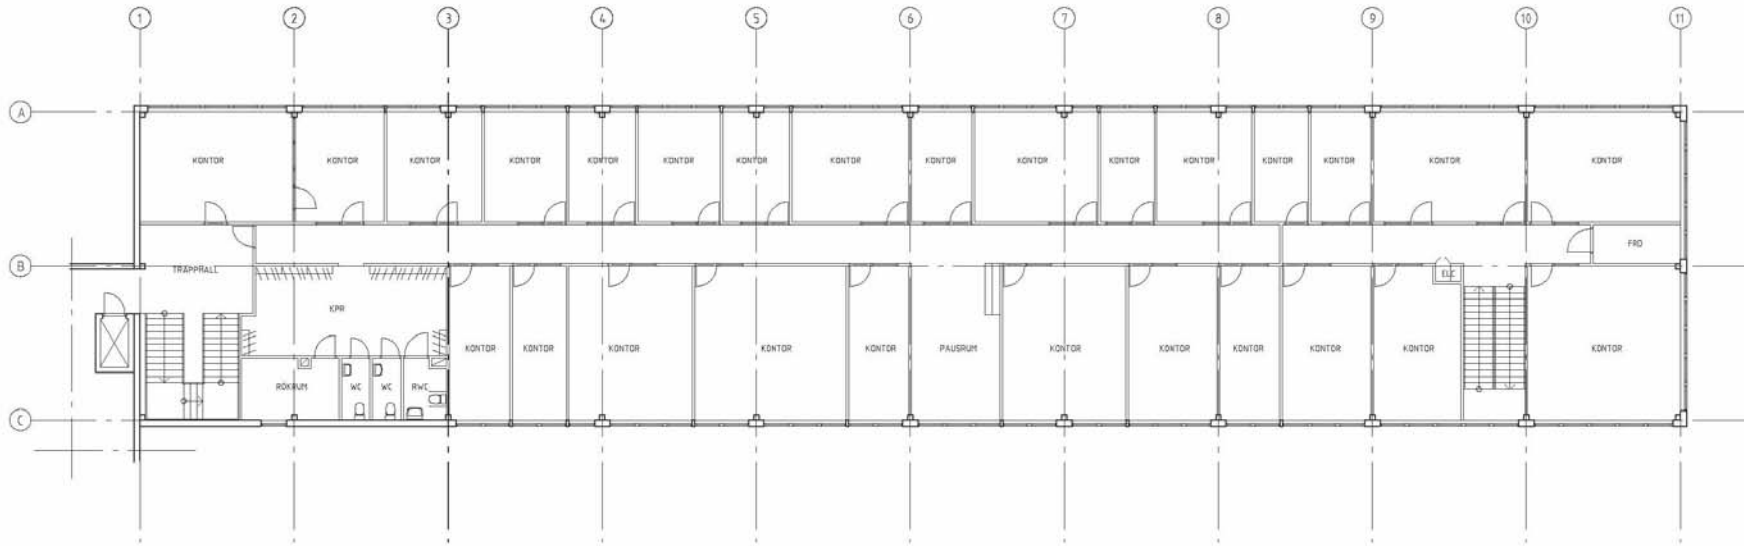 1 2 3 4 5 6 7 8 9 10 11
A
KONTOR KONTOR KONTOR KONTOR KONTOR KONTOR KONTOR KONTOR KONTOR KONTOR KONTOR KONTOR KONTOR KONTOR KONTOR KONTOR
FRD
B
TRAPPHALL
ELC
KPR
KONTOR KONTOR KONTOR KONTOR KONTOR PAUSRUM KONTOR KONTOR KONTOR KONTOR KONTOR KONTOR
RÖKRUM WC WC RWC
C